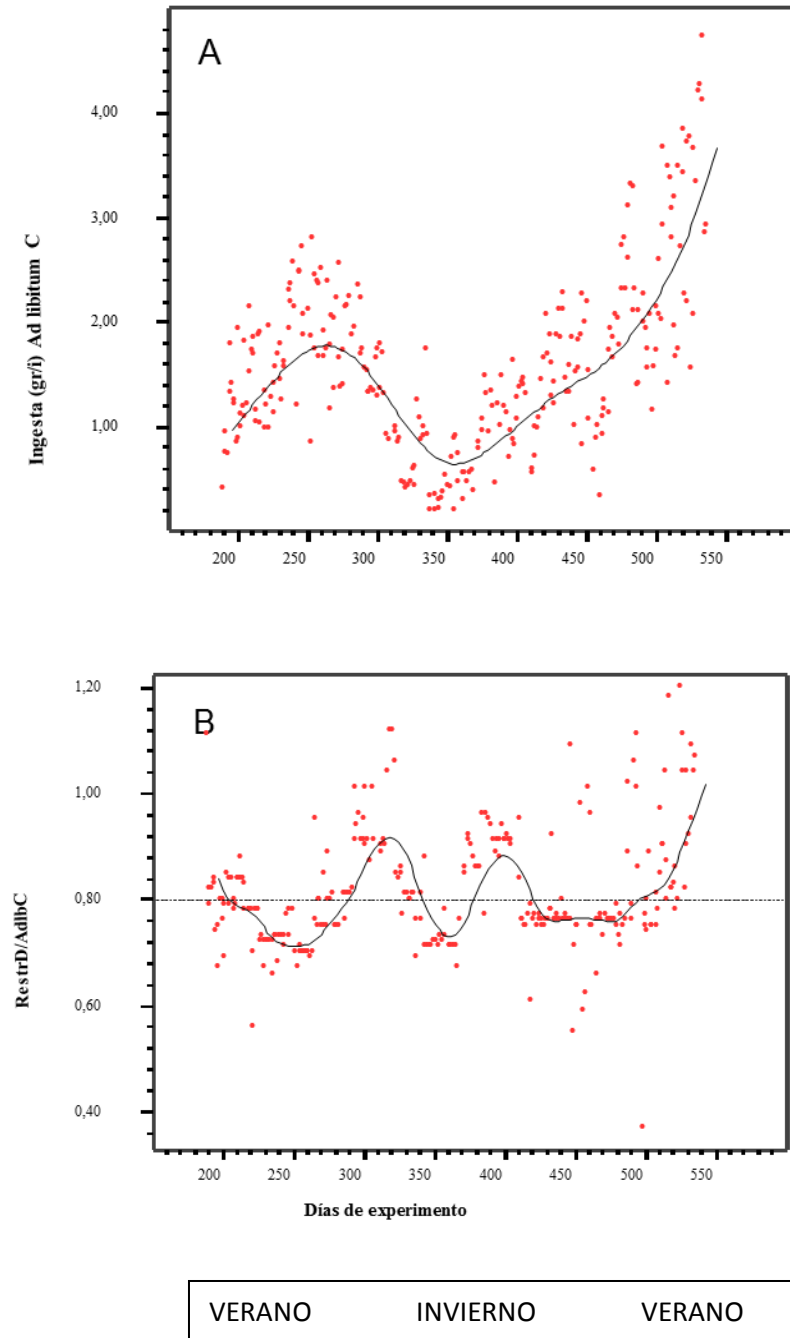 A
4,00
3,00
2,00
1,00
Ingesta (gr/i) Ad libitum C
200 250 300 350 400 450 500 550
B
1,20
1,00
0,80
0,60
0,40
RestrD/AdlbC
200 250 300 350 400 450 500 550
Días de experimento
VERANO INVIERNO VERANO